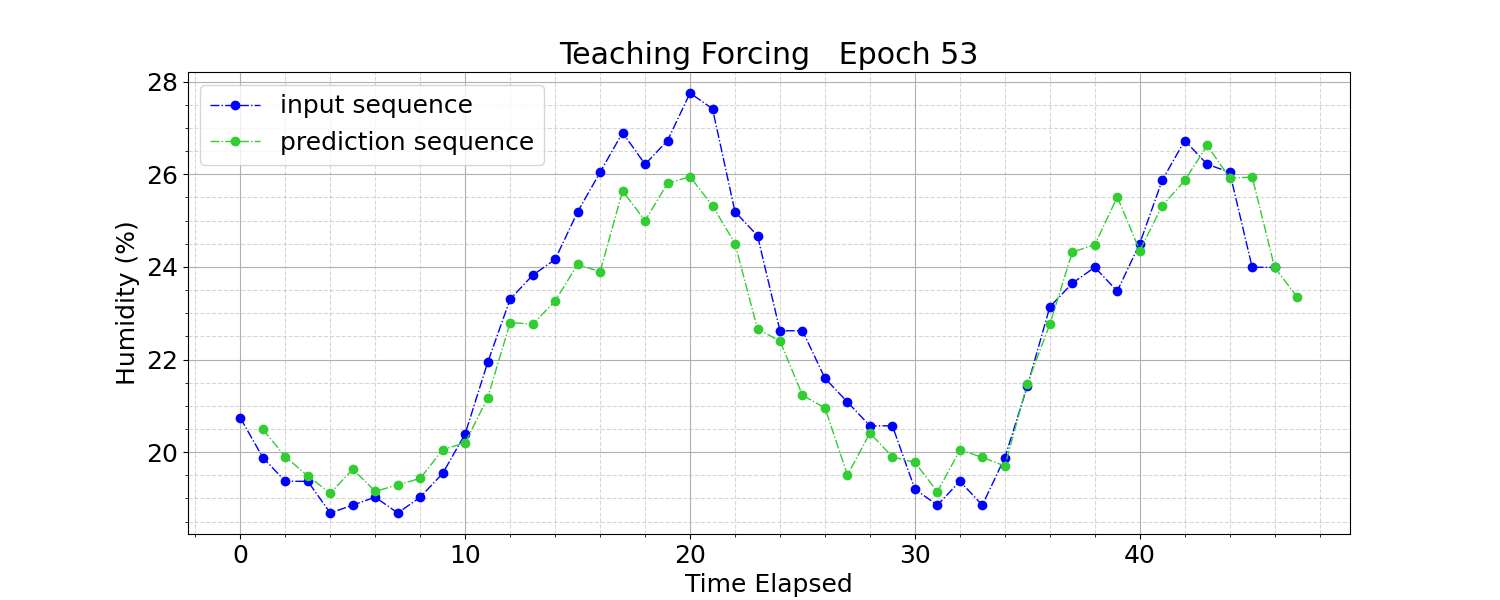 Teaching Forcing   Epoch 53
input sequence
prediction sequence
Humidity (%)
28
26
24
22
20
0 10 20 30 40
Time Elapsed